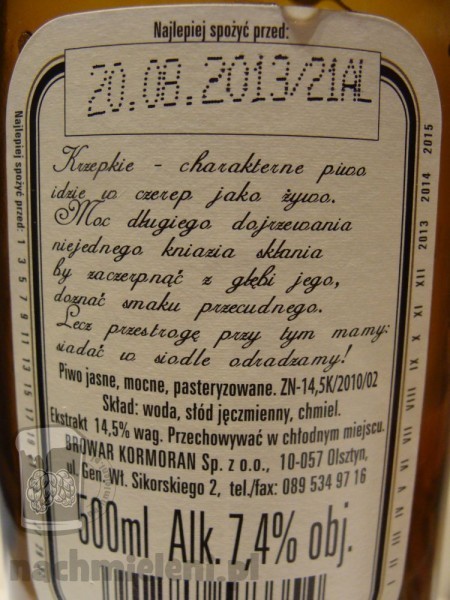 Najlepiej spożyć przed:
20.08.2013/21AL
Krzepkie - charakterne piwo
idzie w czerep jako żywo.
Moc długiego dojrzewania
niejednego kniazia skłania
by zaczerpnąć z głębi jego,
doznać smaku przecudnego.
Lecz przestrogę przy tym mamy:
siadać w siodle odradzamy!
Piwo jasne, mocne, pasteryzowane. ZN-14,5K/2010/02
Skład: woda, słód jęczmienny, chmiel.
Ekstrakt 14,5% wag. Przechowywać w chłodnym miejscu.
BROWAR KORMORAN Sp. z o.o., 10-057 Olsztyn,
ul. Gen. Wł. Sikorskiego 2, tel./fax: 089 534 97 16
500ml Alk. 7,4% obj.
Najlepiej spożyć przed: 1 3 5 7 9 11 13 15 17
XII 2013 2014 2015
nachmieleni.pl